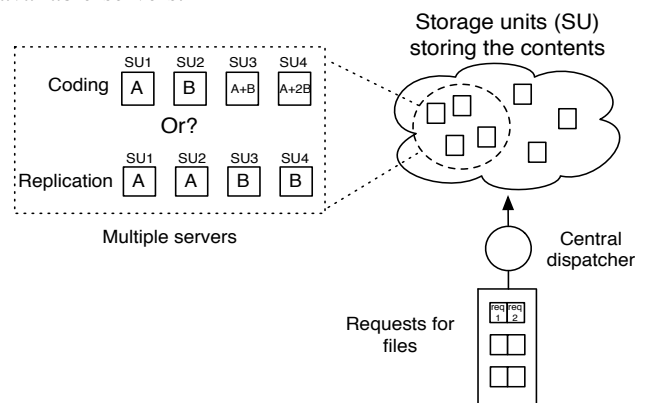 Storage units (SU)
storing the contents
SU1 SU2 SU3 SU4
Coding A B A+B A+2B
Or?
SU1 SU2 SU3 SU4
Replication A A B B
Multiple servers
Central
dispatcher
req 1 req 2
Requests for
files